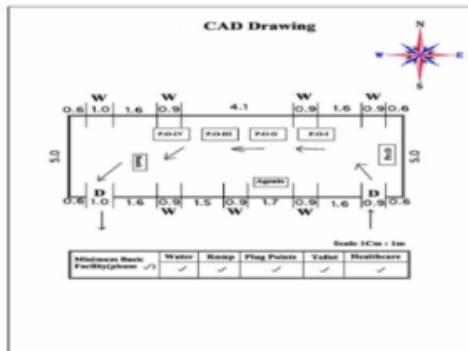 CAD Drawing
N
W E
S
W W W W
0.6 1.0 1.6 0.9 4.1 0.9 1.6 0.9 0.6
P.O-IV P.O-III P.O-II P.O-I
5.0 5.0
Agents
D D
0.6 1.0 1.6 0.9 1.5 0.9 1.7 0.9 1.6 0.9 0.6
W W W
Scale 1Cm : 1m
Minimum Basic Facility(please ✓) Water Ramp Plug Points Toilet Healthcare
✓ ✓ ✓ ✓ ✓